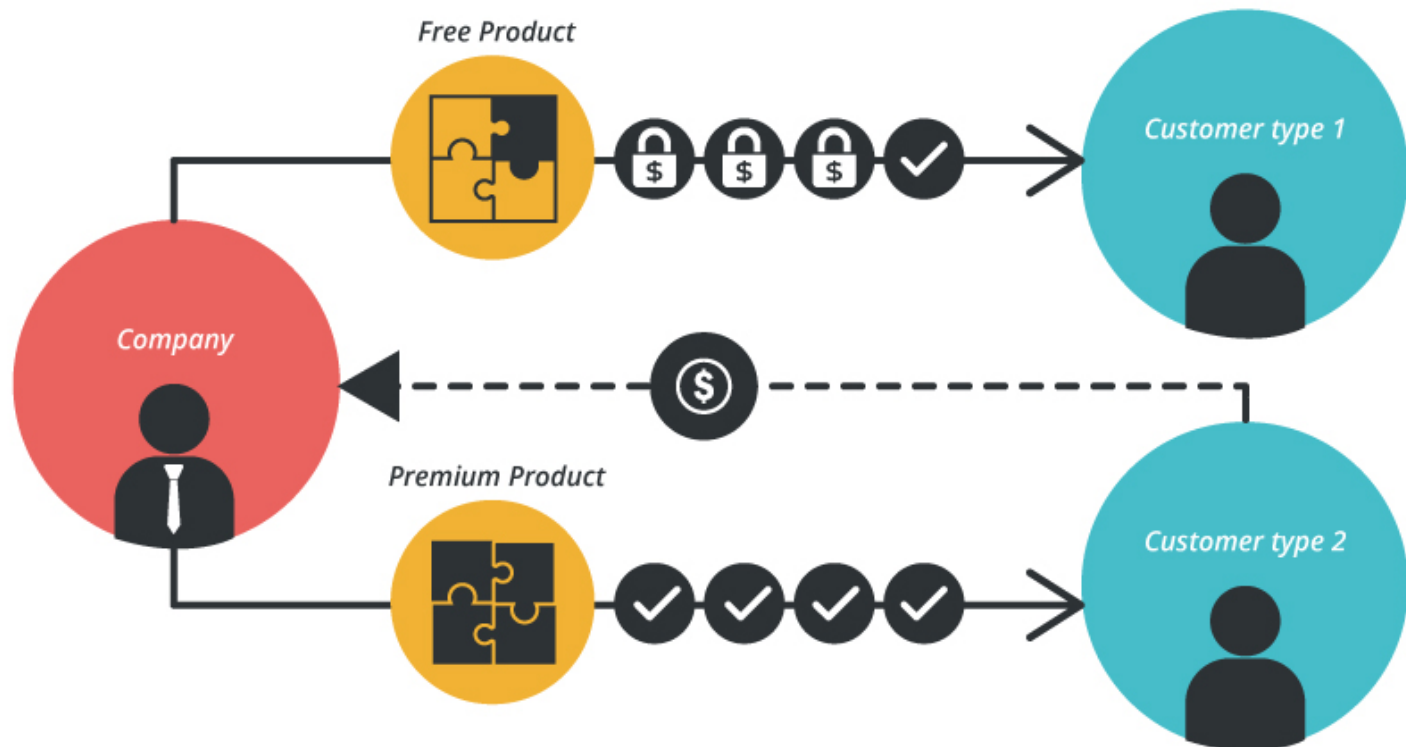 Free Product
$
$
$
Customer type 1
Company
$
Premium Product
Customer type 2